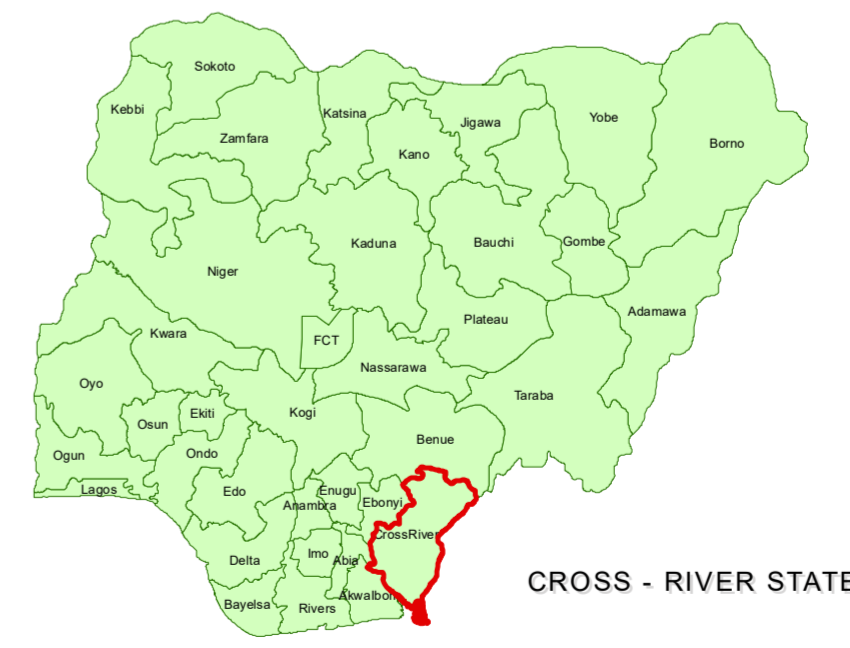 Sokoto
Kebbi
Katsina
Zamfara
Jigawa
Yobe
Borno
Kano
Kaduna
Bauchi
Gombe
Niger
Adamawa
Plateau
Kwara
FCT
Nassarawa
Oyo
Taraba
Kogi
Ekiti
Osun
Benue
Ondo
Ogun
Lagos
Edo
Enugu
Anambra
Ebonyi
CrossRiver
Imo
Abia
Delta
CROSS - RIVER STATE
AkwaIbom
Bayelsa
Rivers